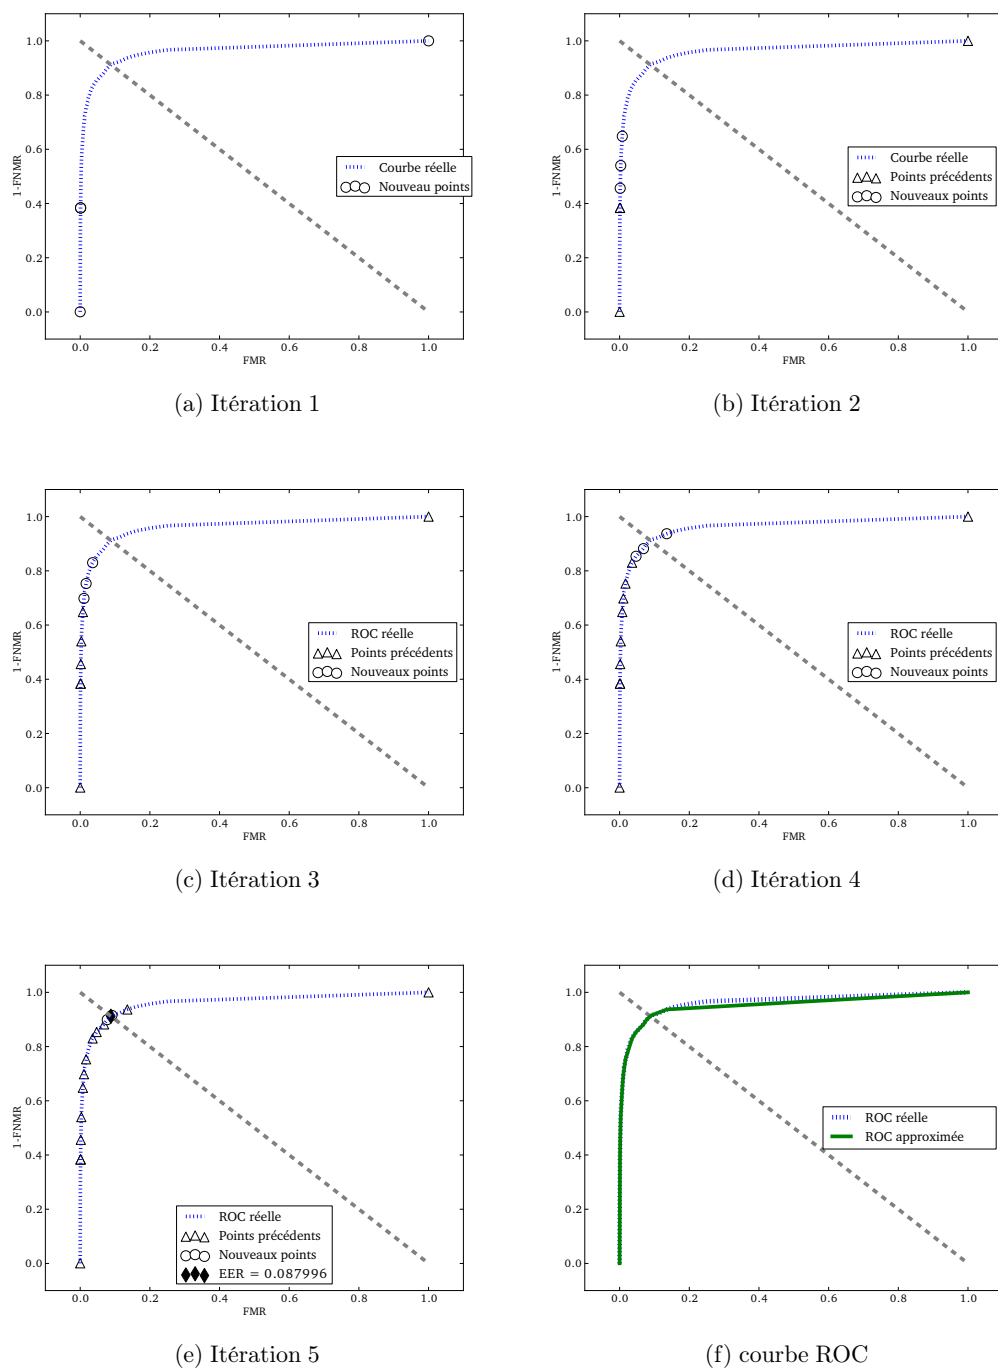 1.0
0.8
0.6
0.4
0.2
0.0
1-FNMR
Courbe réelle
Nouveau points
0.0 0.2 0.4 0.6 0.8 1.0
FMR
(a) Itération 1
1.0
0.8
0.6
0.4
0.2
0.0
1-FNMR
Courbe réelle
Points précédents
Nouveaux points
0.0 0.2 0.4 0.6 0.8 1.0
FMR
(b) Itération 2
1.0
0.8
0.6
0.4
0.2
0.0
1-FNMR
ROC réelle
Points précédents
Nouveaux points
0.0 0.2 0.4 0.6 0.8 1.0
FMR
(c) Itération 3
1.0
0.8
0.6
0.4
0.2
0.0
1-FNMR
ROC réelle
Points précédents
Nouveaux points
0.0 0.2 0.4 0.6 0.8 1.0
FMR
(d) Itération 4
1.0
0.8
0.6
0.4
0.2
0.0
1-FNMR
ROC réelle
Points précédents
Nouveaux points
EER = 0.087996
0.0 0.2 0.4 0.6 0.8 1.0
FMR
(e) Itération 5
1.0
0.8
0.6
0.4
0.2
0.0
ROC réelle
ROC approximée
0.0 0.2 0.4 0.6 0.8 1.0
(f) courbe ROC